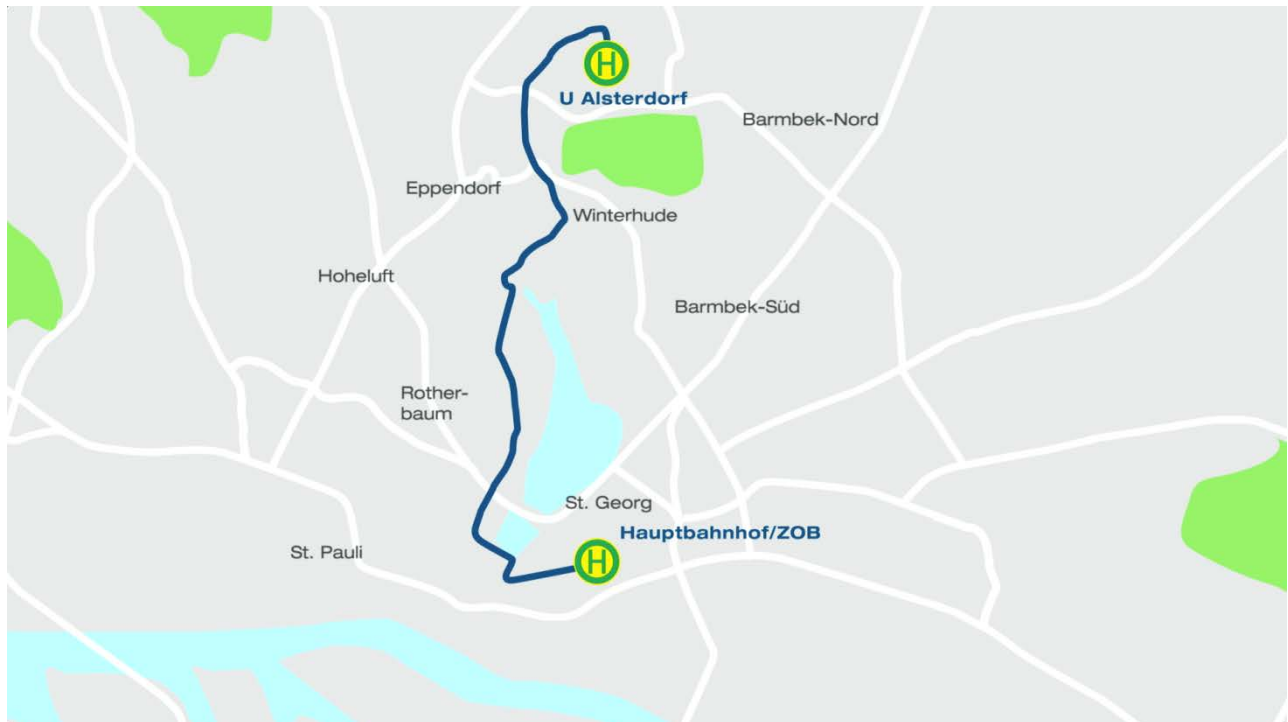 H
U Alsterdorf
Barmbek-Nord
Eppendorf
Winterhude
Hoheluft
Barmbek-Süd
Rother-
baum
St. Georg
Hauptbahnhof/ZOB
St. Pauli
H